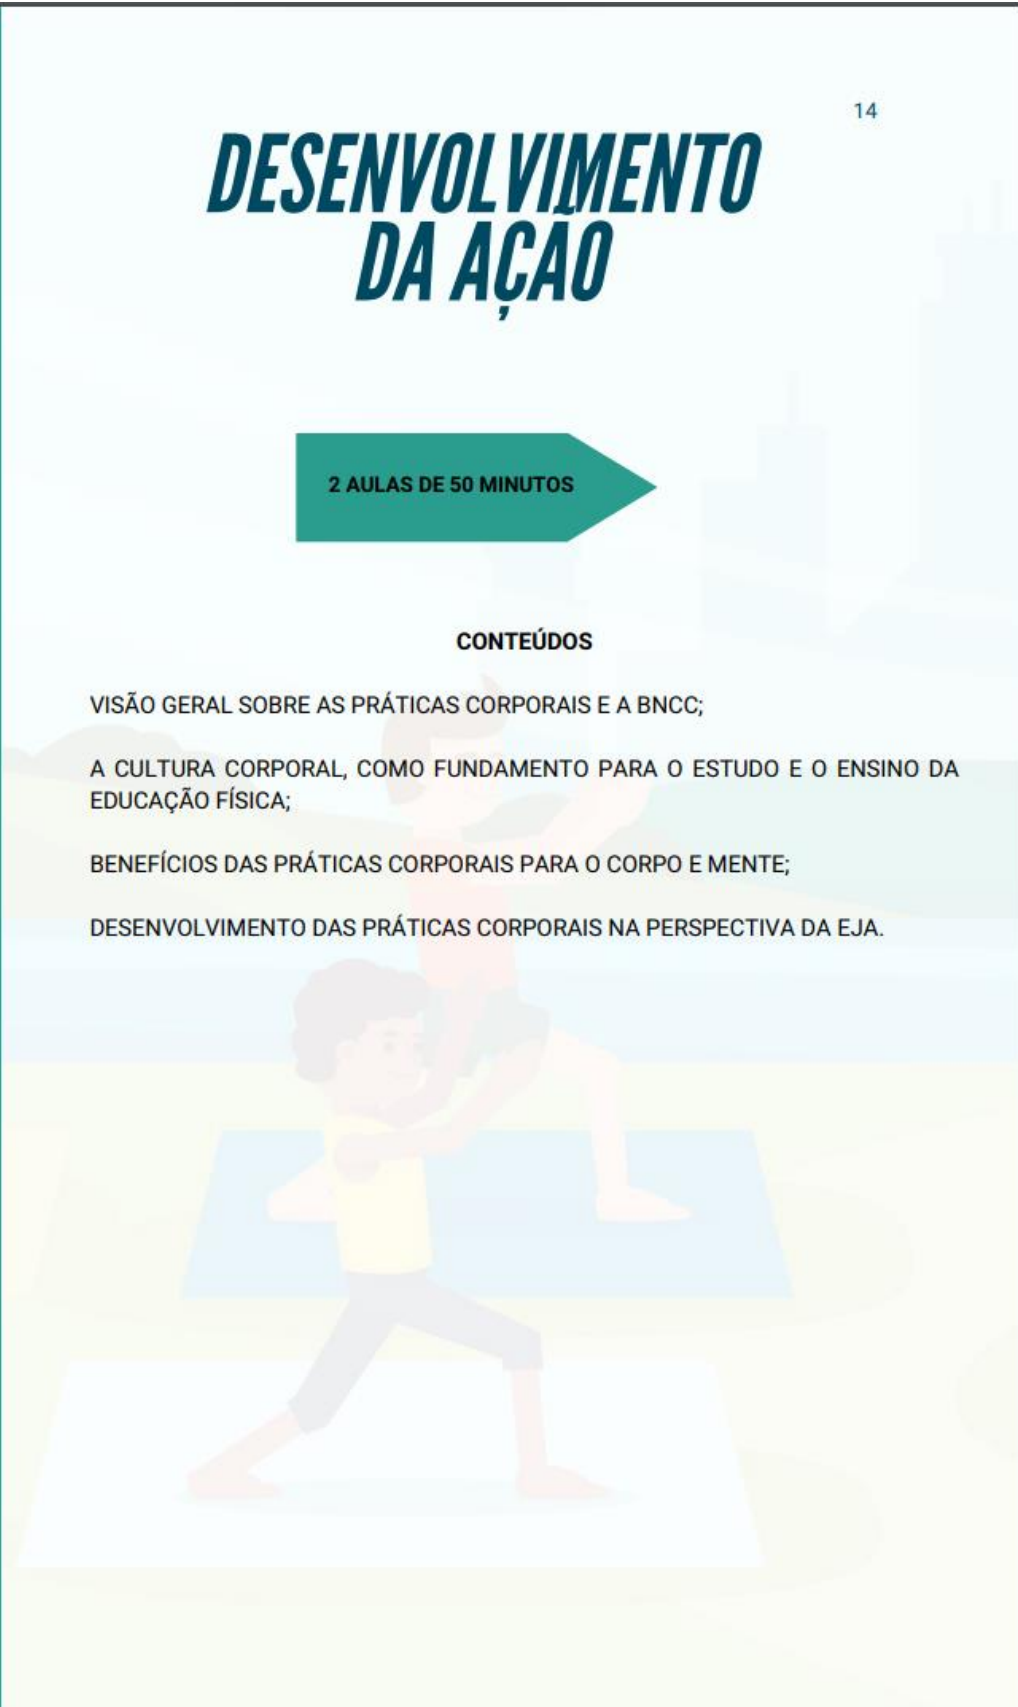 14
DESENVOLVIMENTO
DA AÇÃO
2 AULAS DE 50 MINUTOS
CONTEÚDOS
VISÃO GERAL SOBRE AS PRÁTICAS CORPORAIS E A BNCC;
A CULTURA CORPORAL, COMO FUNDAMENTO PARA O ESTUDO E O ENSINO DA
EDUCAÇÃO FÍSICA;
BENEFÍCIOS DAS PRÁTICAS CORPORAIS PARA O CORPO E MENTE;
DESENVOLVIMENTO DAS PRÁTICAS CORPORAIS NA PERSPECTIVA DA EJA.